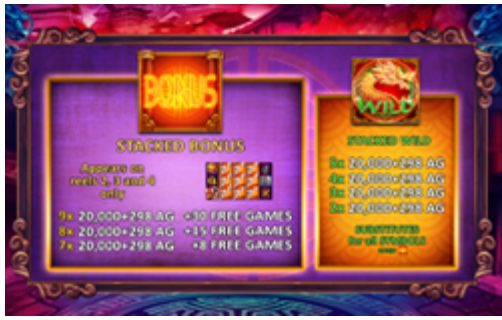 BONUS
STACKED BONUS
Appears on
reels 2, 3 and 4
only
9x 20,000+298 AG +30 FREE GAMES
8x 20,000+298 AG +15 FREE GAMES
7x 20,000+298 AG +8 FREE GAMES
WILD
STACKED WILD
5x 20,000+298 AG
4x 20,000+298 AG
3x 20,000+298 AG
2x 20,000+298 AG
SUBSTITUTES
for all SYMBOLS